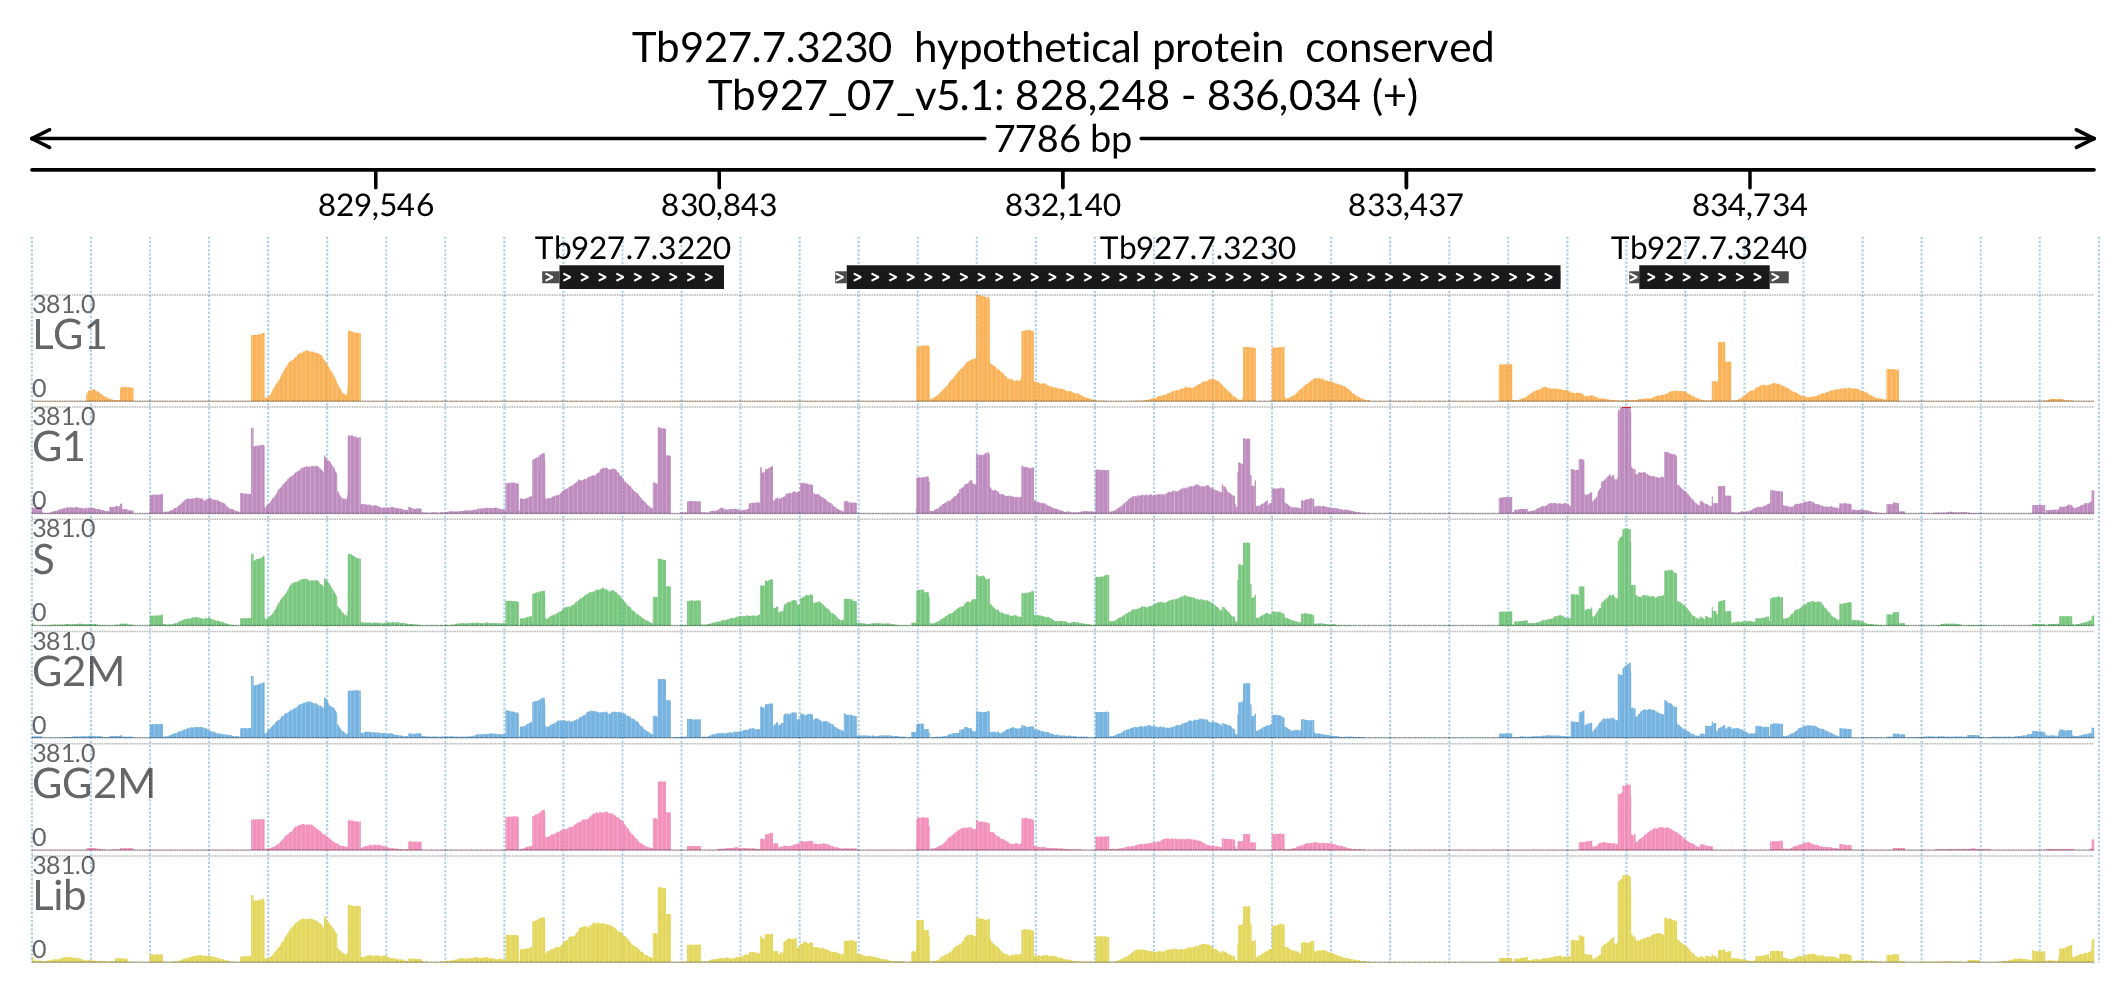 Tb927.7.3230 hypothetical protein conserved
Tb927_07_v5.1: 828,248 - 836,034 (+)
7786 bp
829,546 830,843 832,140 833,437 834,734
Tb927.7.3220 Tb927.7.3230 Tb927.7.3240
381.0
LG1
0
381.0
G1
0
381.0
S
0
381.0
G2M
0
381.0
GG2M
0
381.0
Lib
0